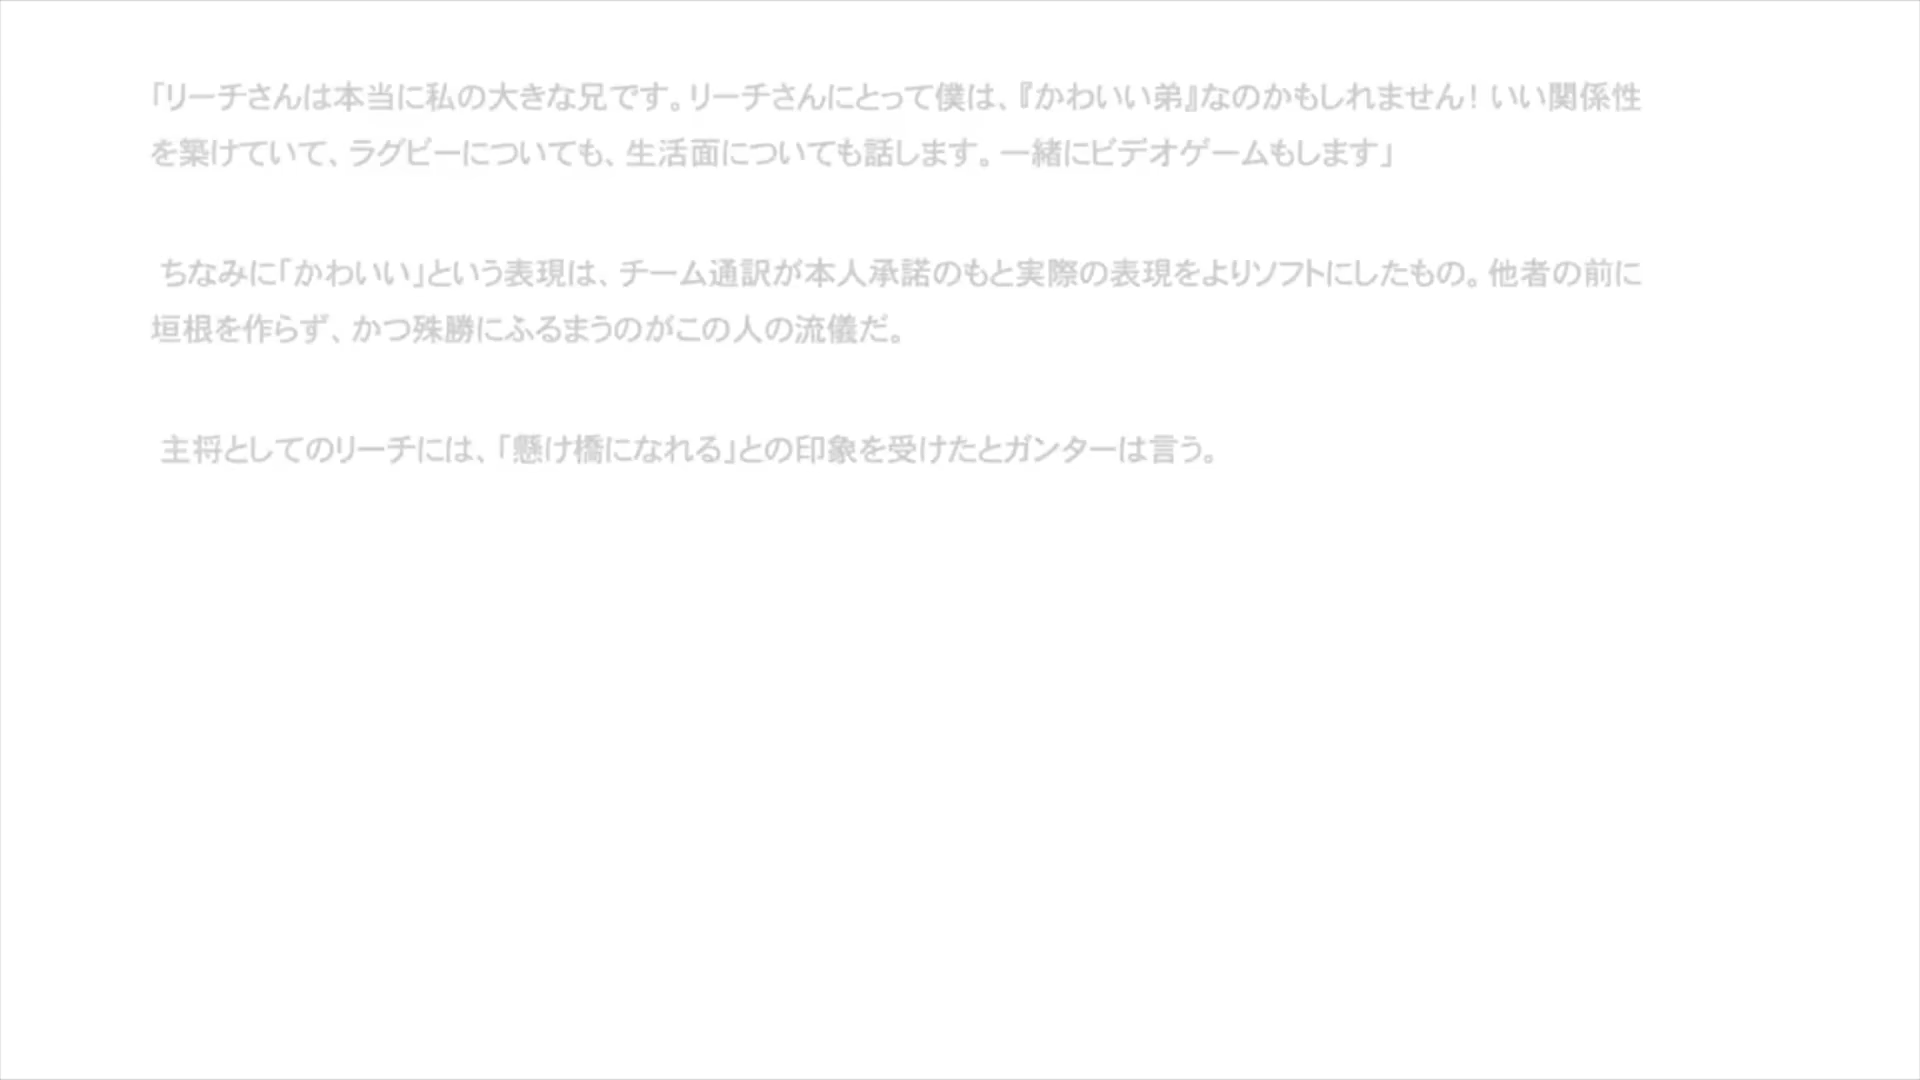 「リーチさんは本当に私の大きな兄です。リーチさんにとって僕は、『かわいい弟』なのかもしれません！ いい関係性
を築けていて、ラグビーについても、生活面についても話します。一緒にビデオゲームもします」
ちなみに「かわいい」という表現は、チーム通訳が本人承諾のもと実際の表現をよりソフトにしたもの。他者の前に
垣根を作らず、かつ殊勝にふるまうのがこの人の流儀だ。
主将としてのリーチには、「懸け橋になれる」との印象を受けたとガンターは言う。